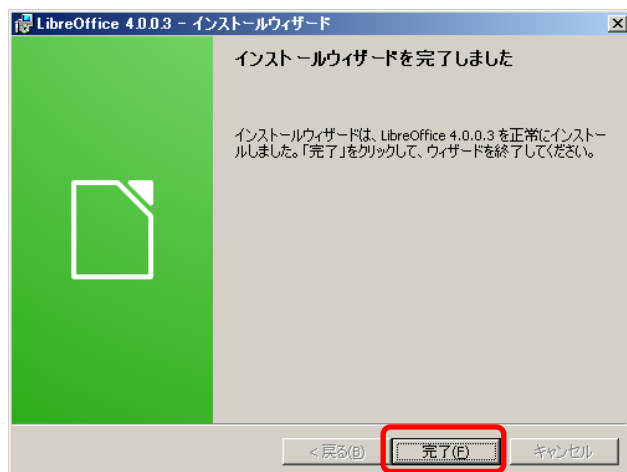 LibreOffice 4.0.0.3 - インストールウィザード
インストールウィザードを完了しました
インストールウィザードは、LibreOffice 4.0.0.3 を正常にインストー
ルしました。「完了」をクリックして、ウィザードを終了してください。
< 戻る(B) 完了(F) キャンセル